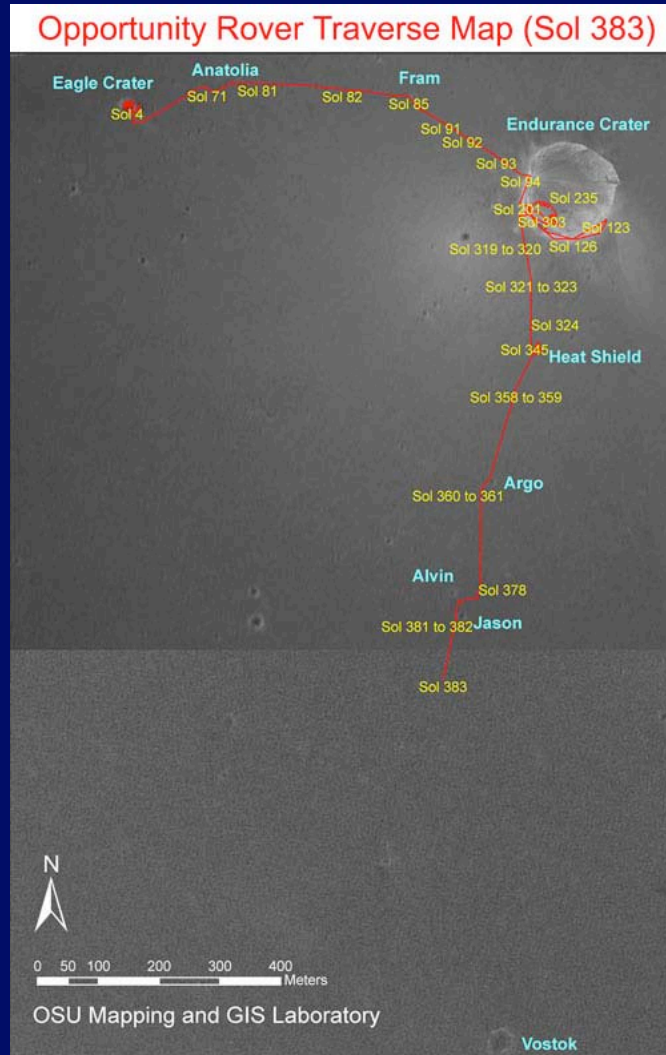 Opportunity Rover Traverse Map (Sol 383)
Eagle Crater
Anatolia
Fram
Sol 4
Sol 71
Sol 81
Sol 82
Sol 85
Sol 91
Sol 92
Endurance Crater
Sol 93
Sol 94
Sol 235
Sol 201
Sol 303
Sol 123
Sol 319 to 320
Sol 126
Sol 321 to 323
Sol 324
Sol 345
Heat Shield
Sol 358 to 359
Argo
Sol 360 to 361
Alvin
Sol 378
Sol 381 to 382
Jason
Sol 383
N
0 50 100 200 300 400
Meters
OSU Mapping and GIS Laboratory
Vostok